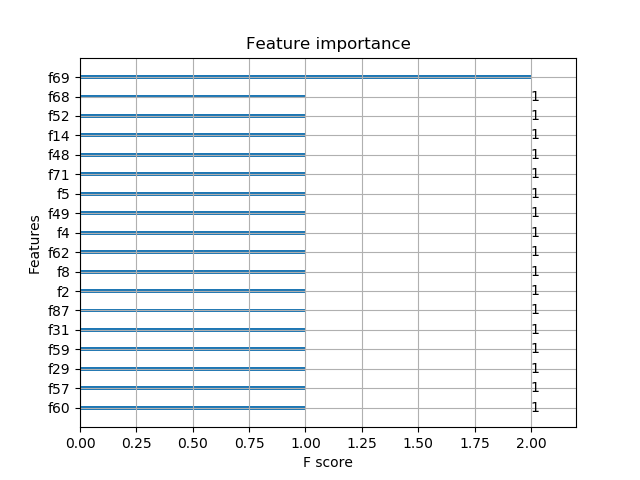 Feature importance
f69
f68 1
f52 1
f14 1
f48 1
f71 1
f5 1
f49 1
f4 1
f62 1
f8 1
f2 1
f87 1
f31 1
f59 1
f29 1
f57 1
f60 1
Features
0.00 0.25 0.50 0.75 1.00 1.25 1.50 1.75 2.00
F score